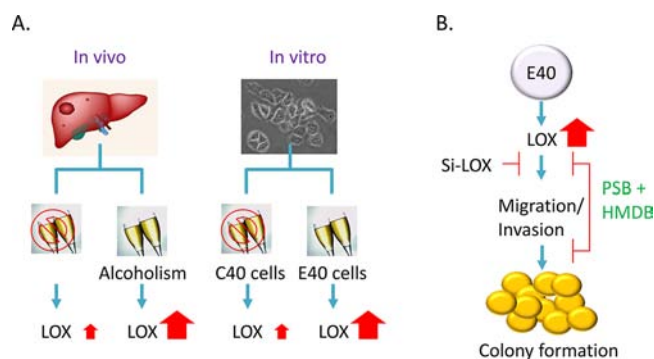 A.
In vivo
In vitro
Alcoholism
C40 cells
E40 cells
LOX
LOX
LOX
LOX
B.
E40
LOX
Si-LOX
PSB +
HMDB
Migration/
Invasion
Colony formation